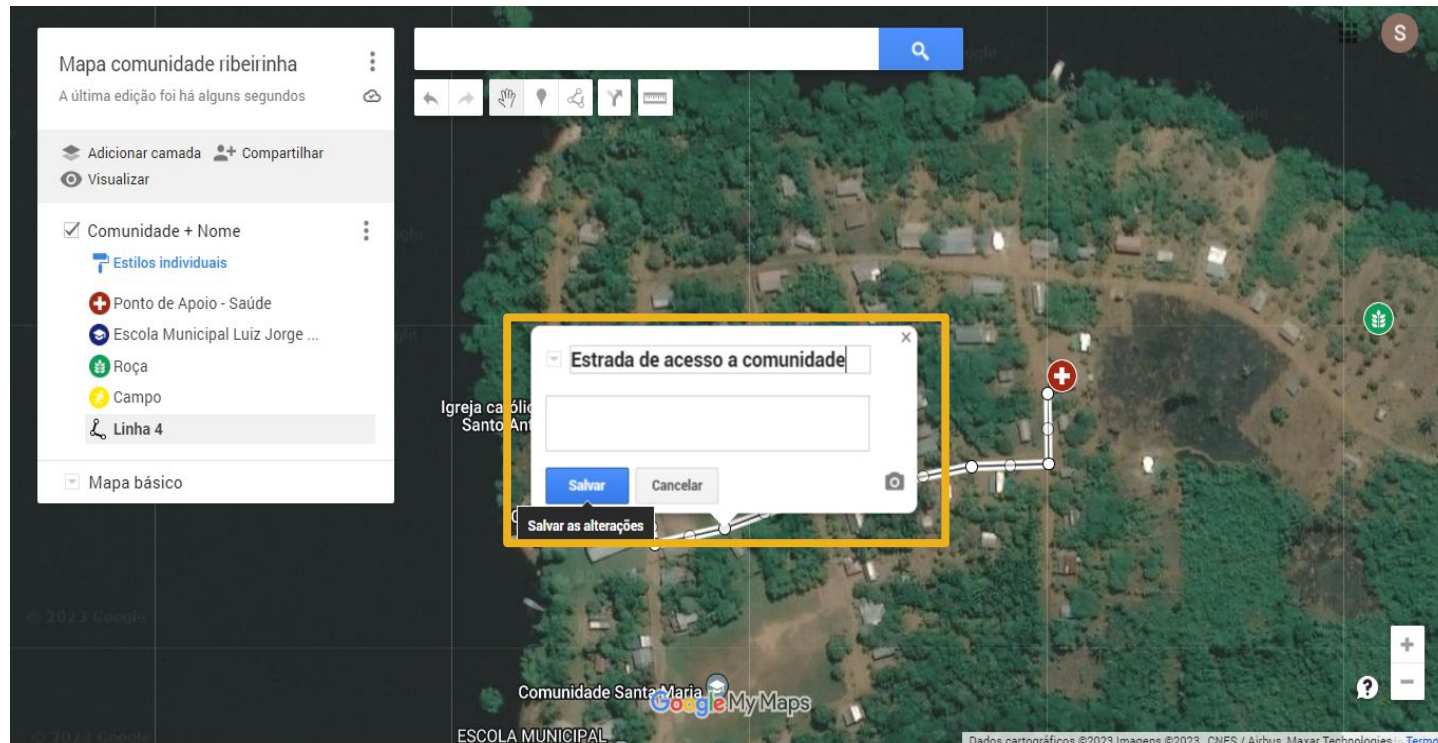 Mapa comunidade ribeirinha
A última edição foi há alguns segundos
Adicionar camada
Compartilhar
Visualizar
Comunidade + Nome
Estilos individuais
Ponto de Apoio - Saúde
Escola Municipal Luiz Jorge ...
Roça
Campo
Linha 4
Mapa básico
S
Estrada de acesso a comunidade
Salvar
Cancelar
Salvar as alterações
Santo
Comunidade Santa Maria
Google My Maps
ESCOLA MUNICIPAL
© 2023 Google
Dados cartográficos ©2023 Imagens ©2023 , CNES / Airbus, Maxar Technologies